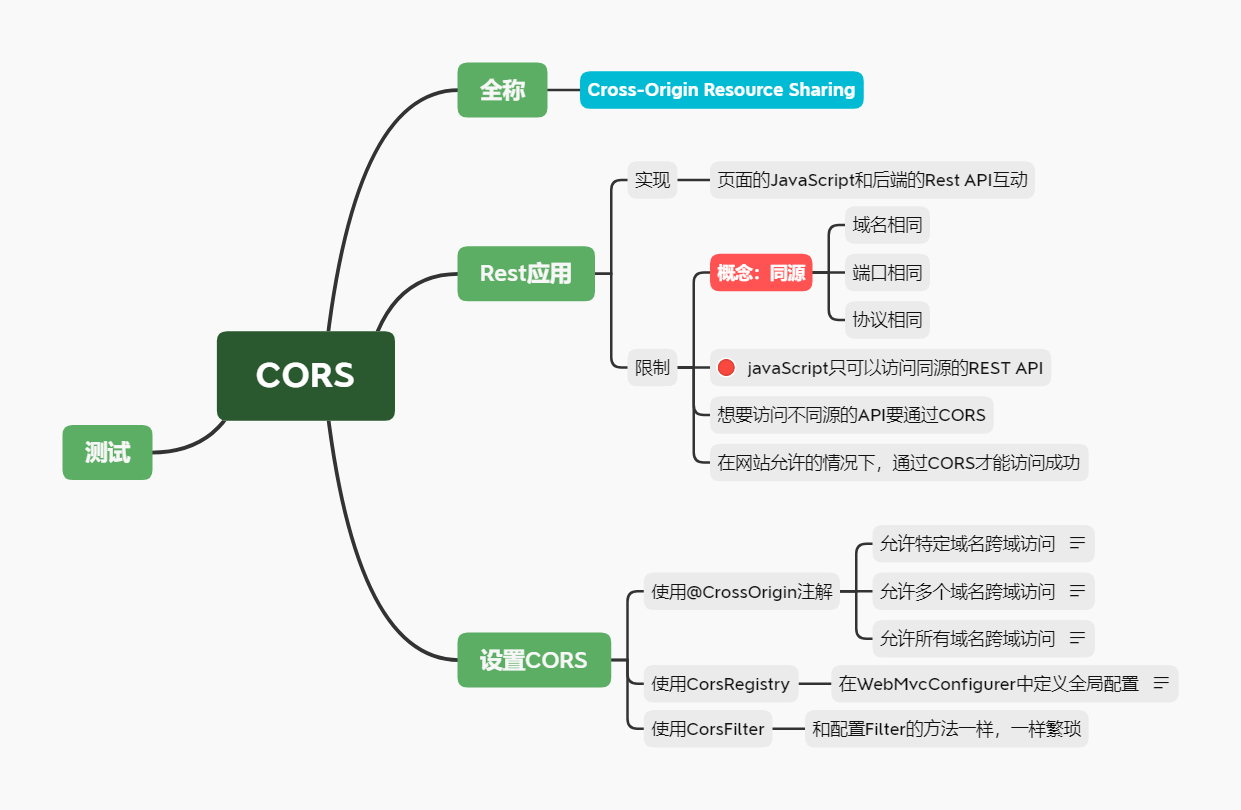 全称
Cross-Origin Resource Sharing
实现
页面的JavaScript和后端的Rest API互动
域名相同
Rest应用
概念：同源
端口相同
协议相同
限制
javaScript只可以访问同源的REST API
CORS
想要访问不同源的API要通过CORS
测试
在网站允许的情况下，通过CORS才能访问成功
允许特定域名跨域访问
使用@CrossOrigin注解
允许多个域名跨域访问
允许所有域名跨域访问
设置CORS
使用CorsRegistry
在WebMvcConfigurer中定义全局配置
使用CorsFilter
和配置Filter的方法一样，一样繁琐